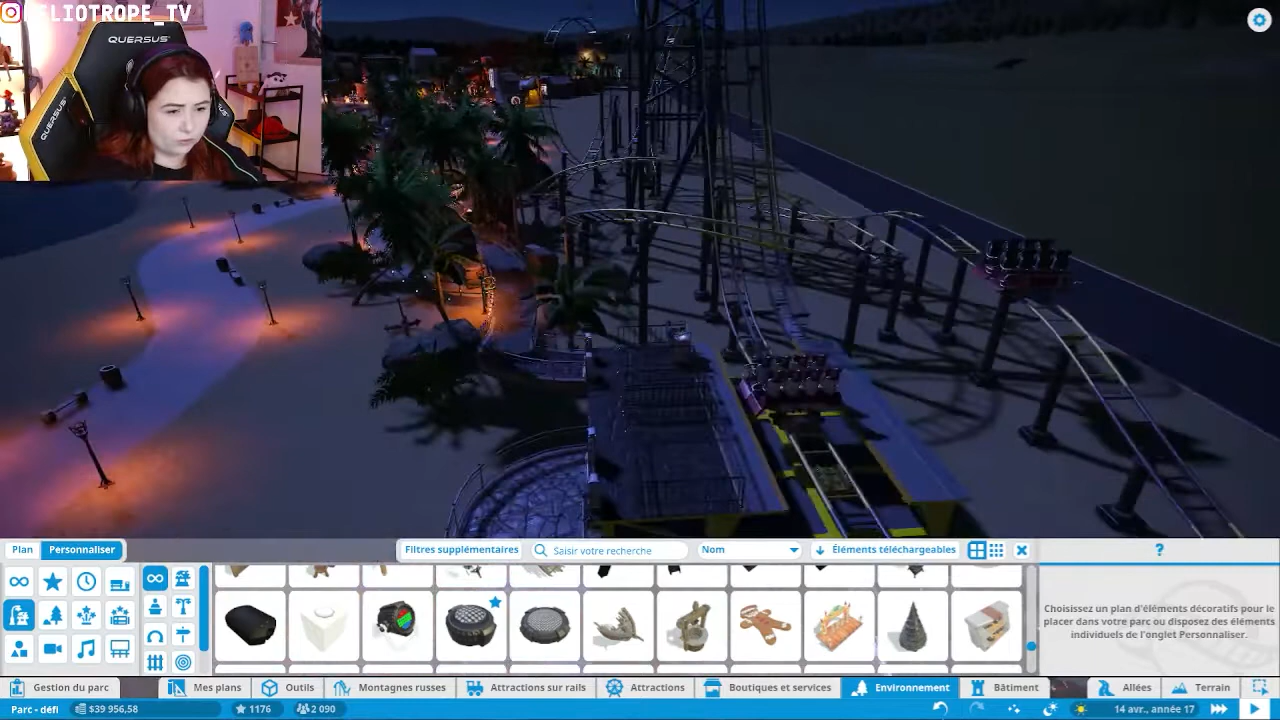 ELIOTROPE_TV
QUERSUS
QUERSUS
Plan
Personnaliser
Filtres supplémentaires
Saisir votre recherche
Nom
Éléments téléchargeables
?
Choisissez un plan d'éléments décoratifs pour le
placer dans votre parc ou disposez des éléments
individuels de l'onglet Personnaliser.
Gestion du parc
Mes plans
Outils
Montagnes russes
Attractions sur rails
Attractions
Boutiques et services
Environnement
Bâtiment
Allées
Terrain
Parc - défi
$39 956,58
1176
2 090
14 avr., année 17